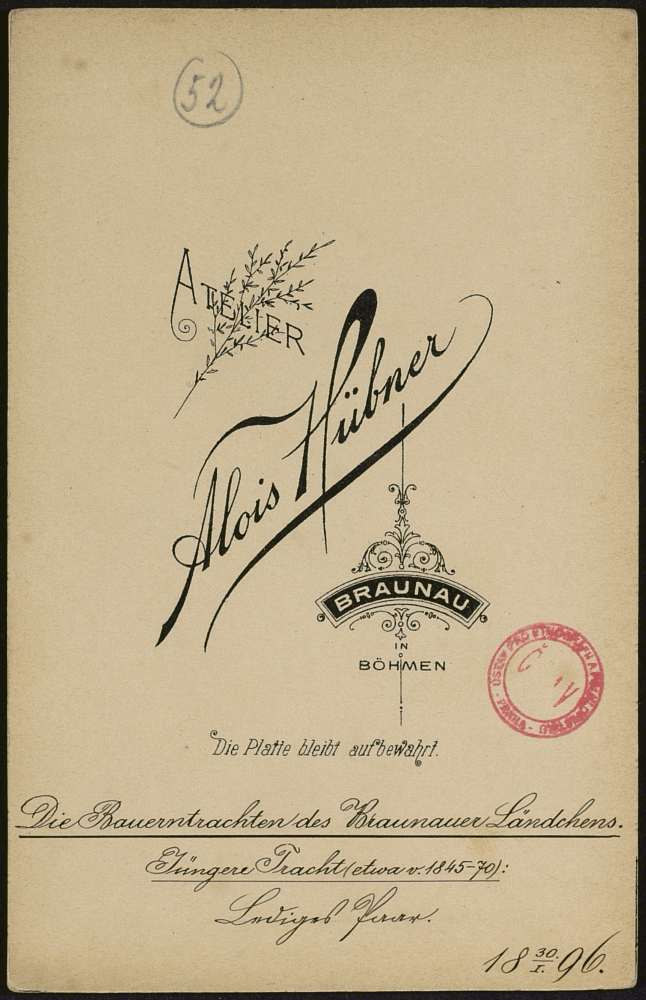 52
ATELIER
Alois Hübner
BRAUNAU
IN
BÖHMEN
Die Platte bleibt aufbewahrt.
Die Bauerntrachten des Braunauer Ländchens.
Jüngere Tracht (etwa v. 1845-70):
Lediges Paar.
18 30./I. 96.